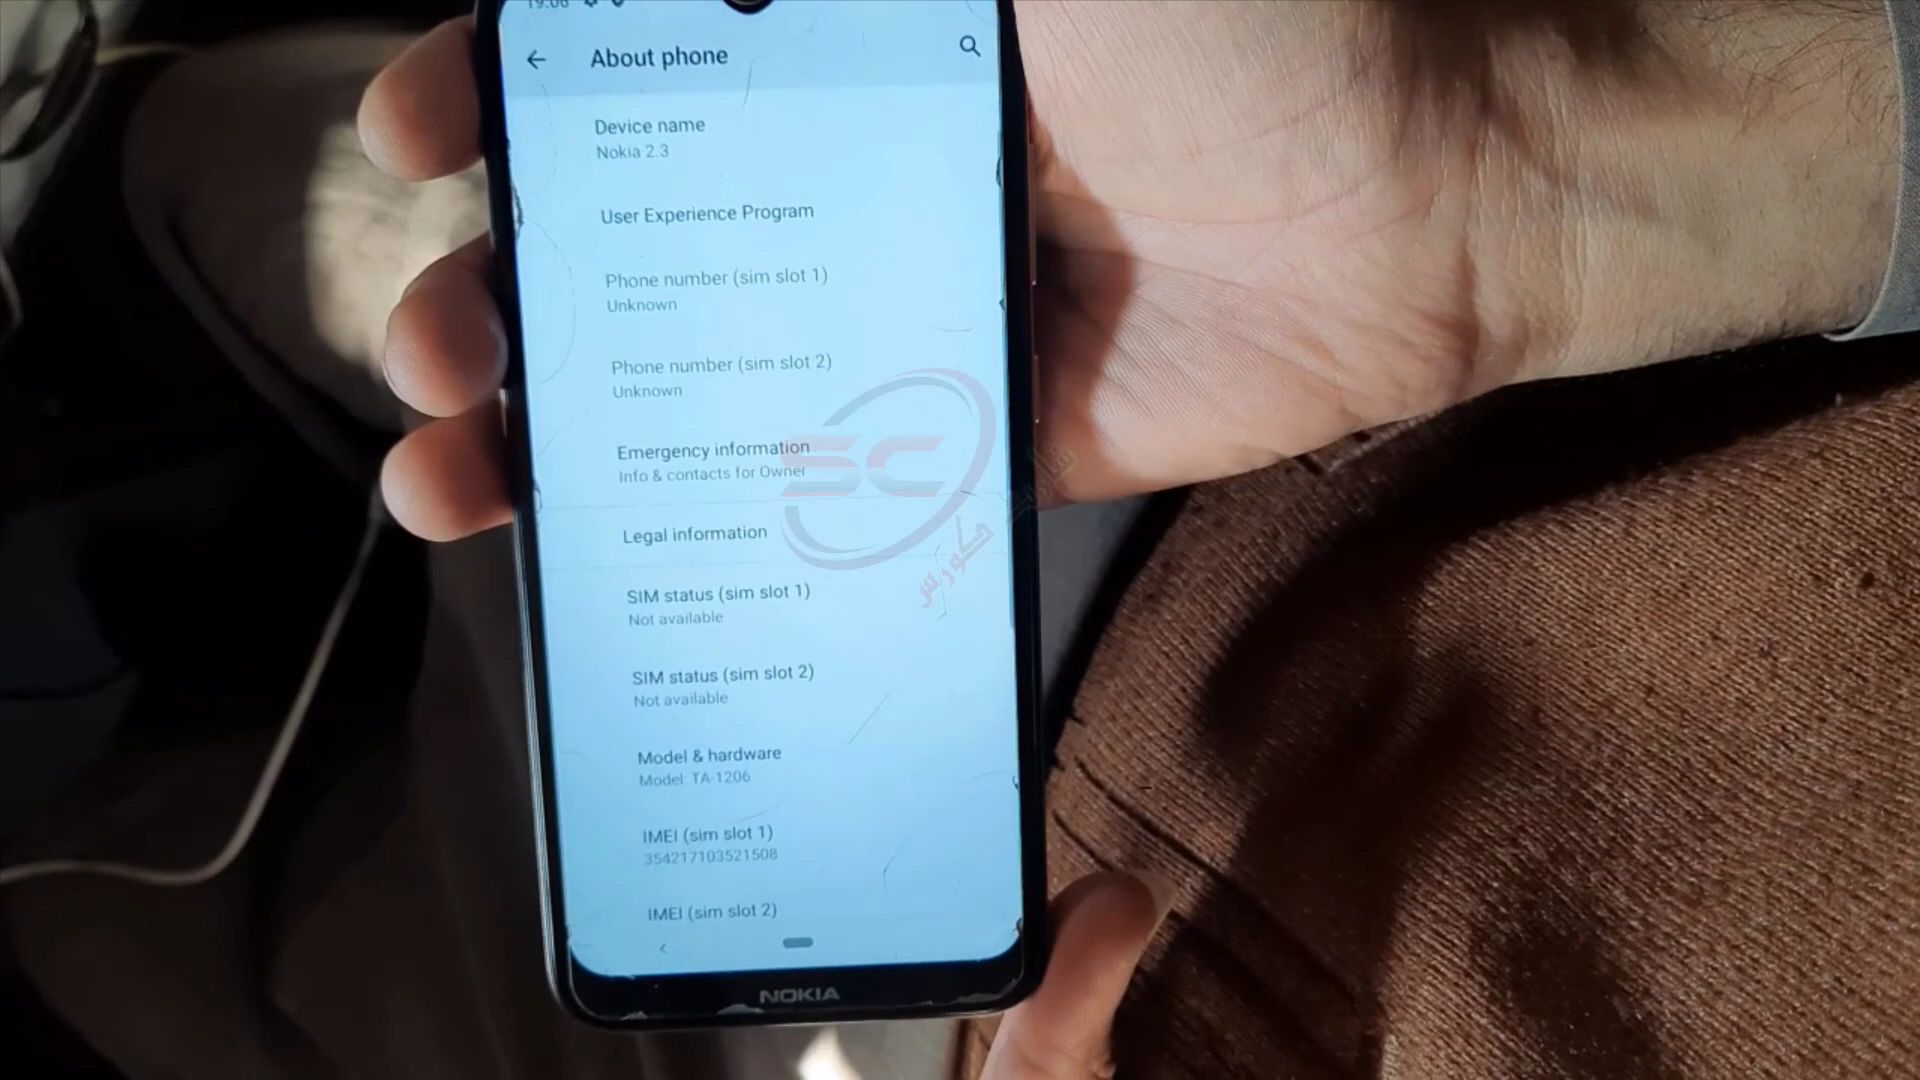 19:06
About phone
Device name
Nokia 2.3
User Experience Program
Phone number (sim slot 1)
Unknown
Phone number (sim slot 2)
Unknown
Emergency information
Info & contacts for Owner
SC
كورس
Legal information
SIM status (sim slot 1)
Not available
SIM status (sim slot 2)
Not available
Model & hardware
Model: TA-1206
IMEI (sim slot 1)
354217103521508
IMEI (sim slot 2)
NOKIA